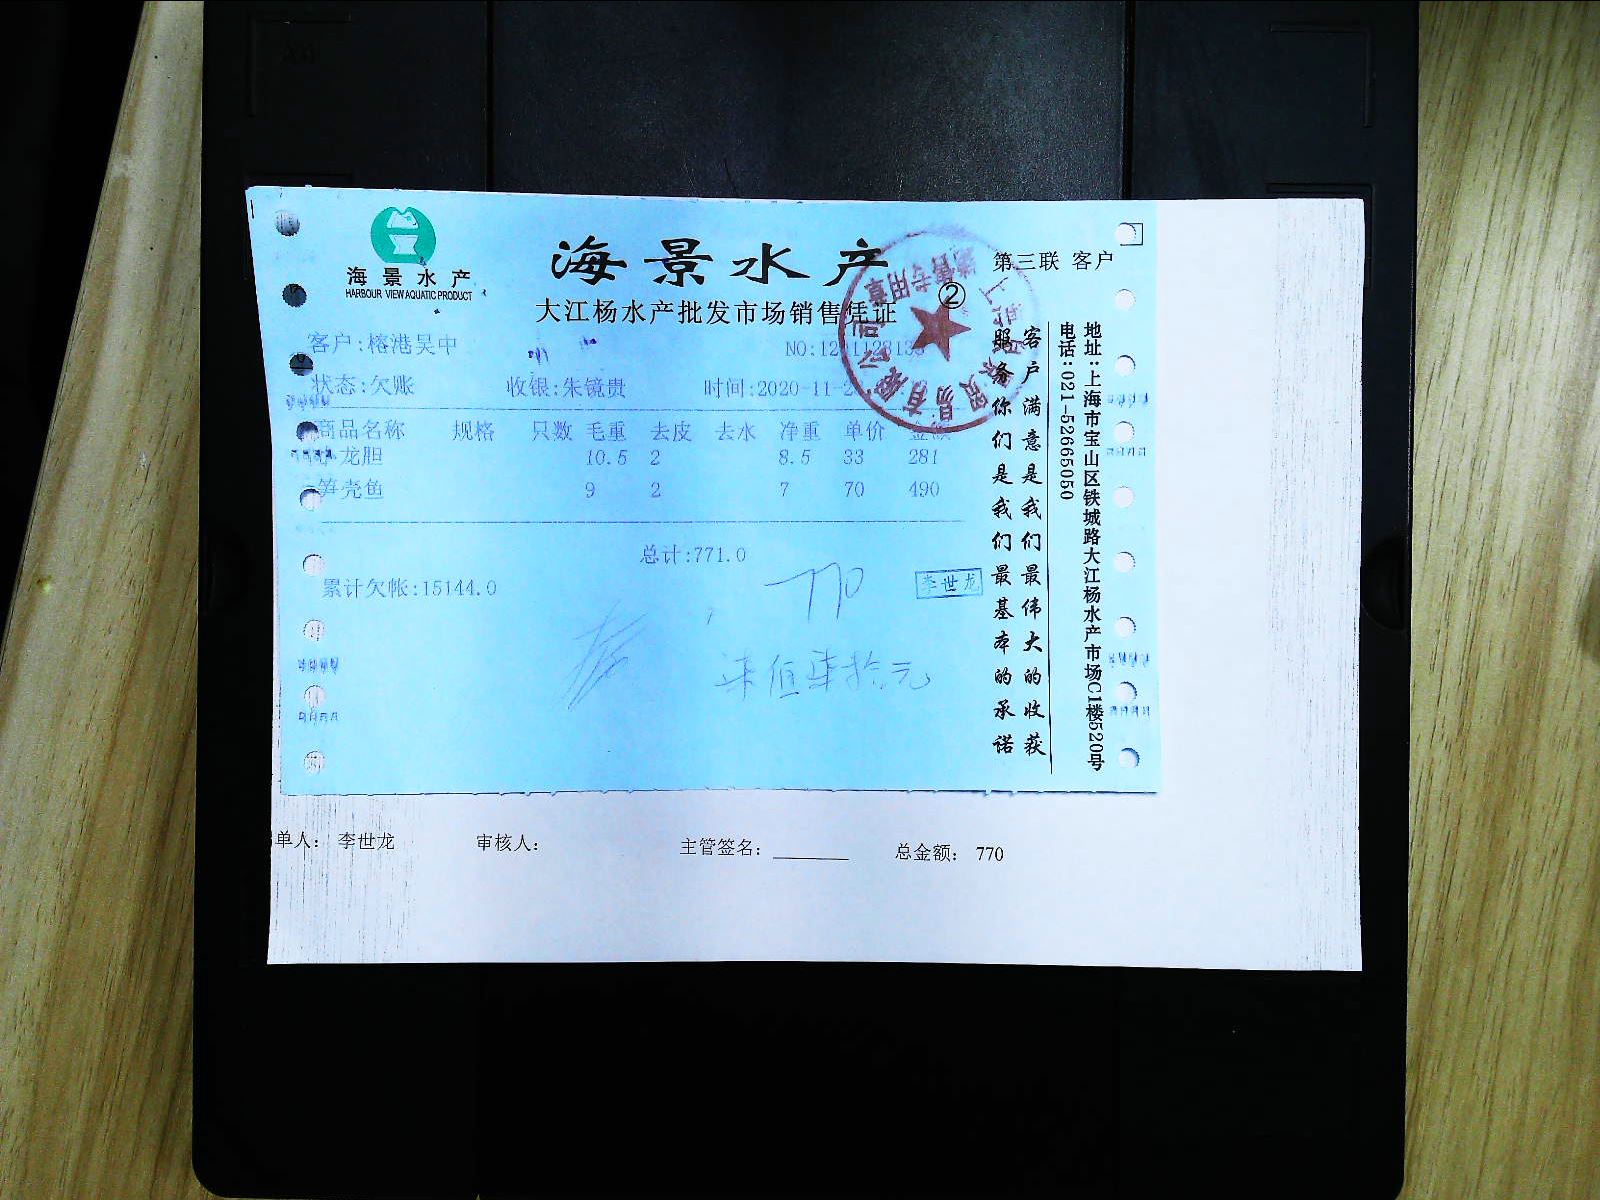 海景水产
HARBOUR VIEW AQUATIC PRODUCT
海景水产
大江杨水产批发市场销售凭证
第三联 客户
②
客户:榕港吴中
NO:120112813
状态:欠账 收银:朱镜贵 时间:2020-11-2
商品名称 规格 只数 毛重 去皮 去水 净重 单价 金额
龙胆 10.5 2 8.5 33 281
笋壳鱼 9 2 7 70 490
总计:771.0
累计欠帐:15144.0
770
李世龙
柒佰柒拾元
客户满意是我们最伟大的收获
服务你们是我们最基本的承诺
地址:上海市宝山区铁城路大江杨水产市场C1楼520号
电话:021-52665050
单人: 李世龙 审核人: 主管签名: 总金额: 770